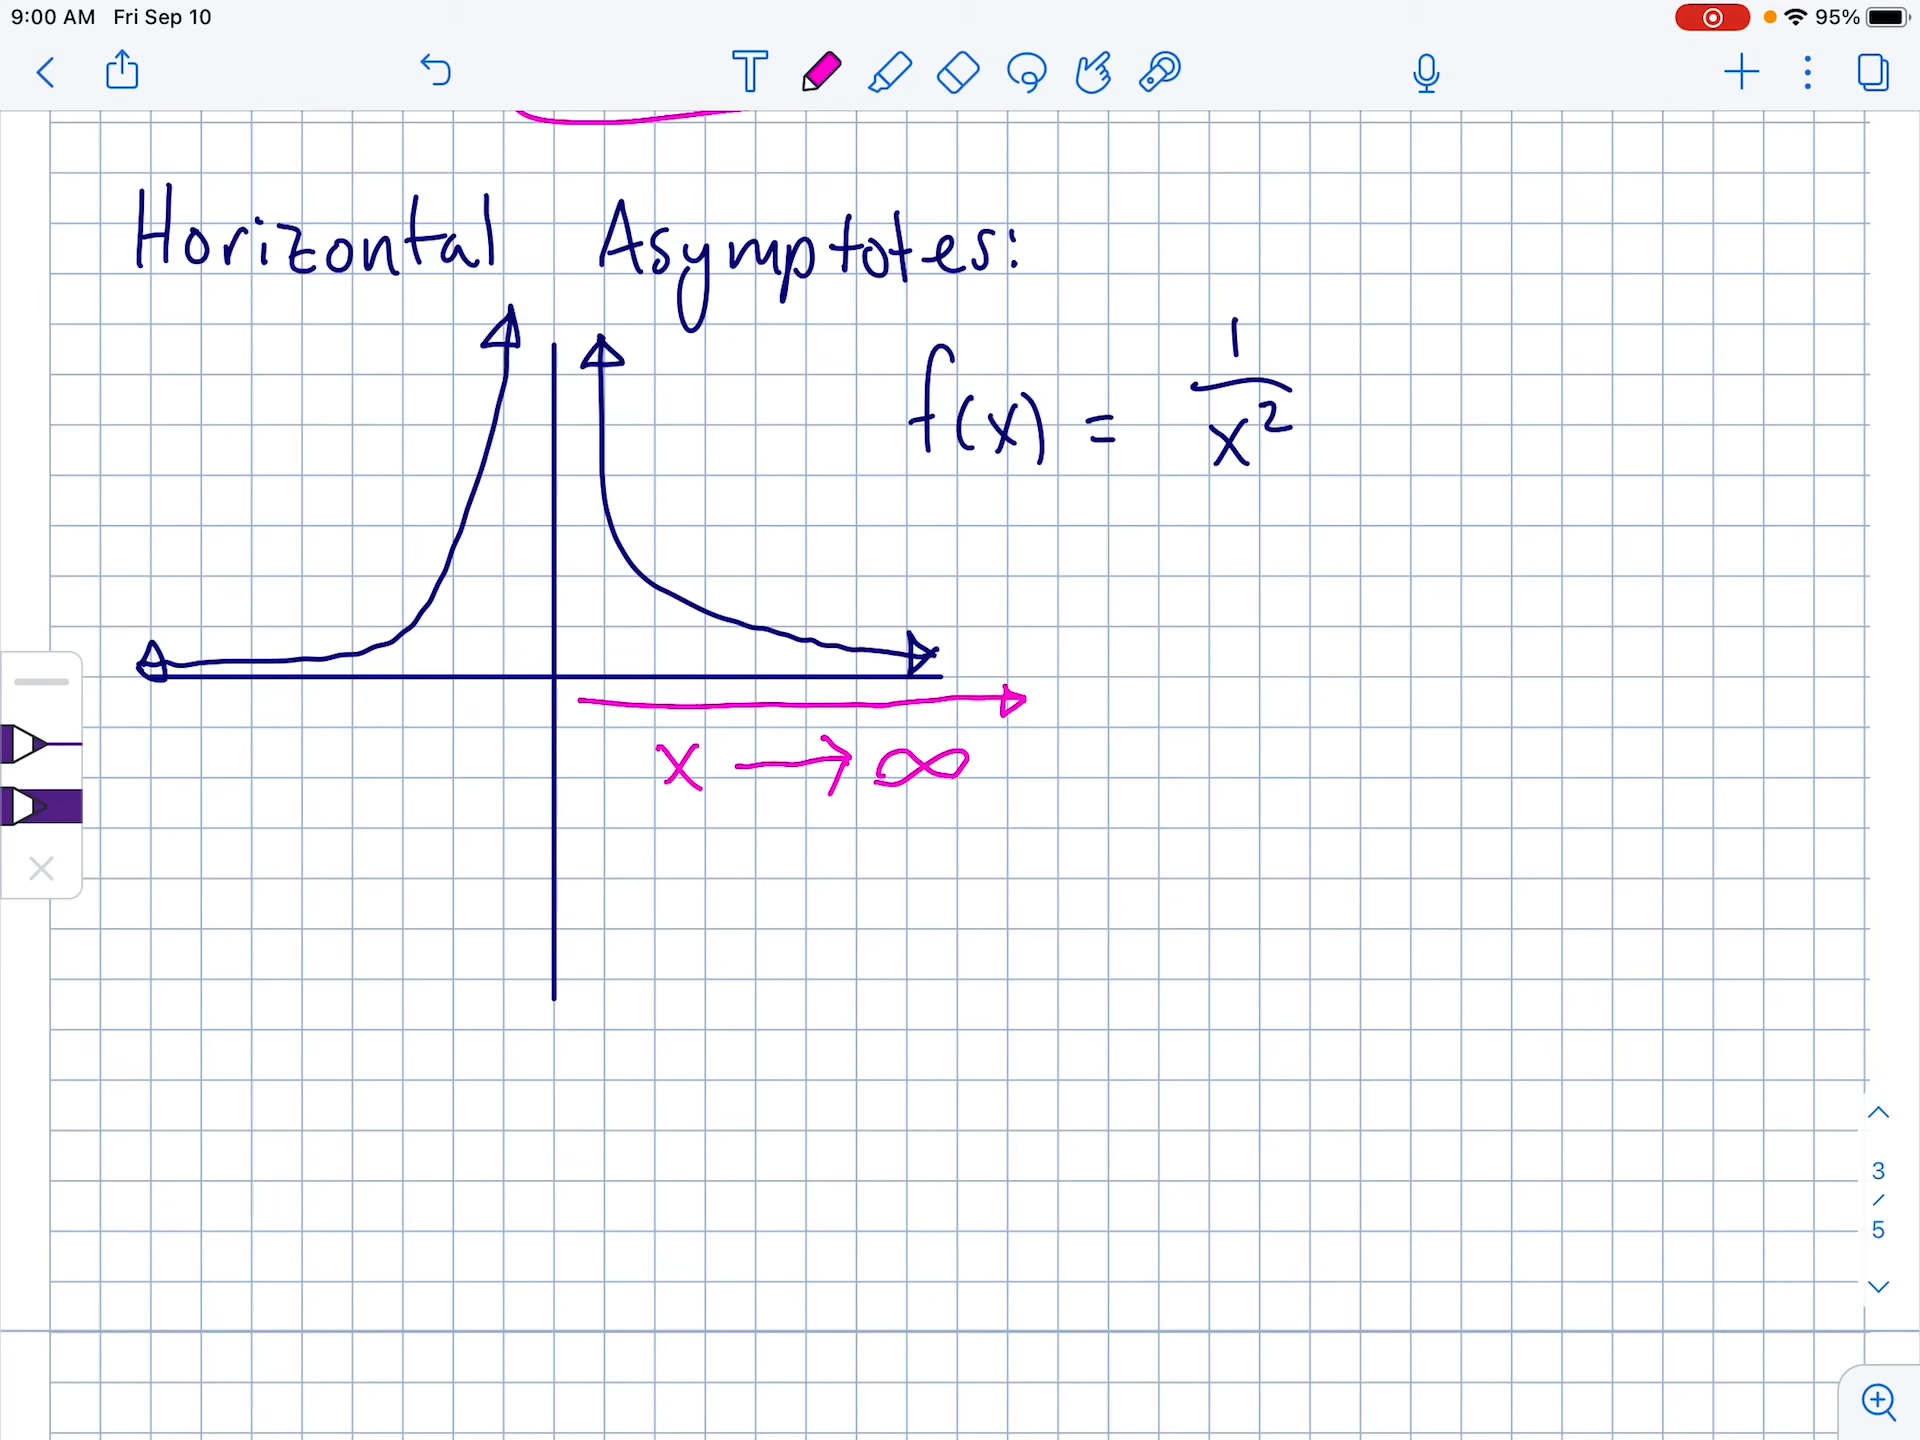 9:00 AM Fri Sep 10
95%
Horizontal Asymptotes:
f(x) = 1/x²
x → ∞
3
/
5